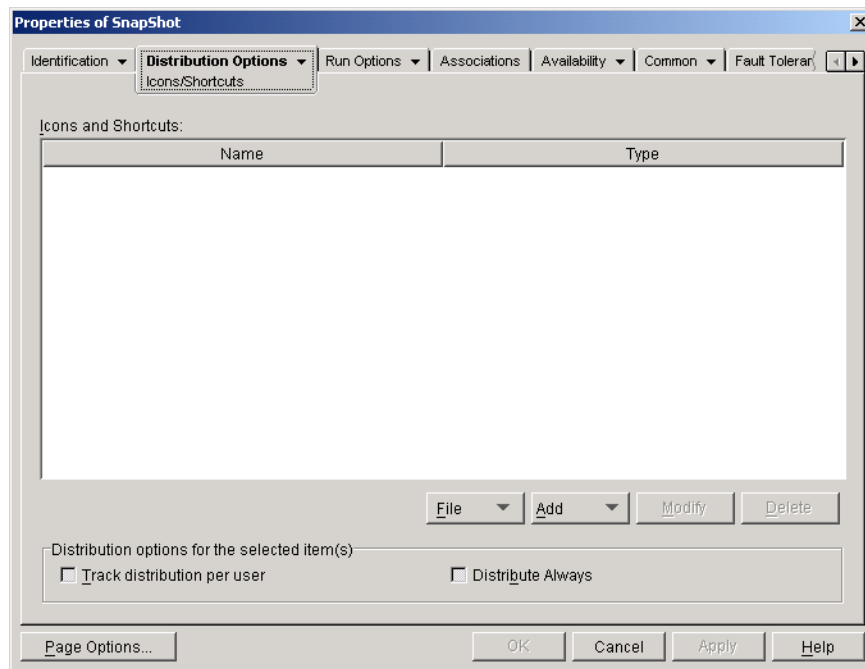 Properties of SnapShot
Identification Distribution Options Run Options Associations Availability Common Fault Toleran
Icons/Shortcuts
Icons and Shortcuts:
Name Type
File Add Modify Delete
Distribution options for the selected item(s)
Track distribution per user Distribute Always
Page Options... OK Cancel Apply Help